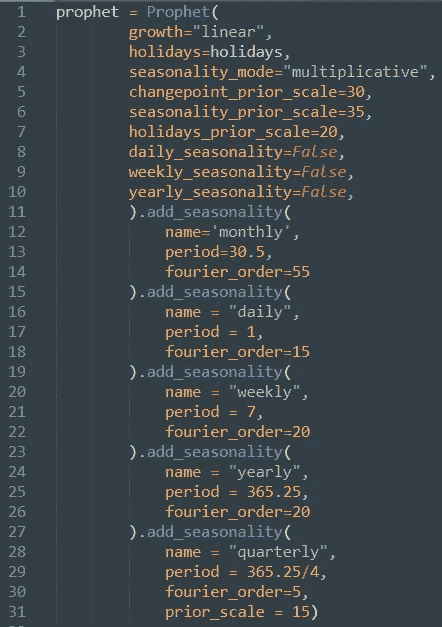 1 prophet = Prophet(
2 growth="linear",
3 holidays=holidays,
4 seasonality_mode="multiplicative",
5 changepoint_prior_scale=30,
6 seasonality_prior_scale=35,
7 holidays_prior_scale=20,
8 daily_seasonality=False,
9 weekly_seasonality=False,
10 yearly_seasonality=False,
11 ).add_seasonality(
12 name='monthly',
13 period=30.5,
14 fourier_order=55
15 ).add_seasonality(
16 name = "daily",
17 period = 1,
18 fourier_order=15
19 ).add_seasonality(
20 name = "weekly",
21 period = 7,
22 fourier_order=20
23 ).add_seasonality(
24 name = "yearly",
25 period = 365.25,
26 fourier_order=20
27 ).add_seasonality(
28 name = "quarterly",
29 period = 365.25/4,
30 fourier_order=5,
31 prior_scale = 15)